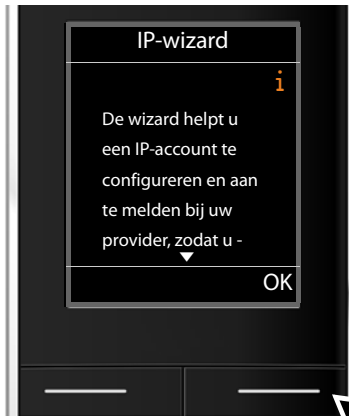 IP-wizard
i
De wizard helpt u
een IP-account te
configureren en aan
te melden bij uw
provider, zodat u -
OK